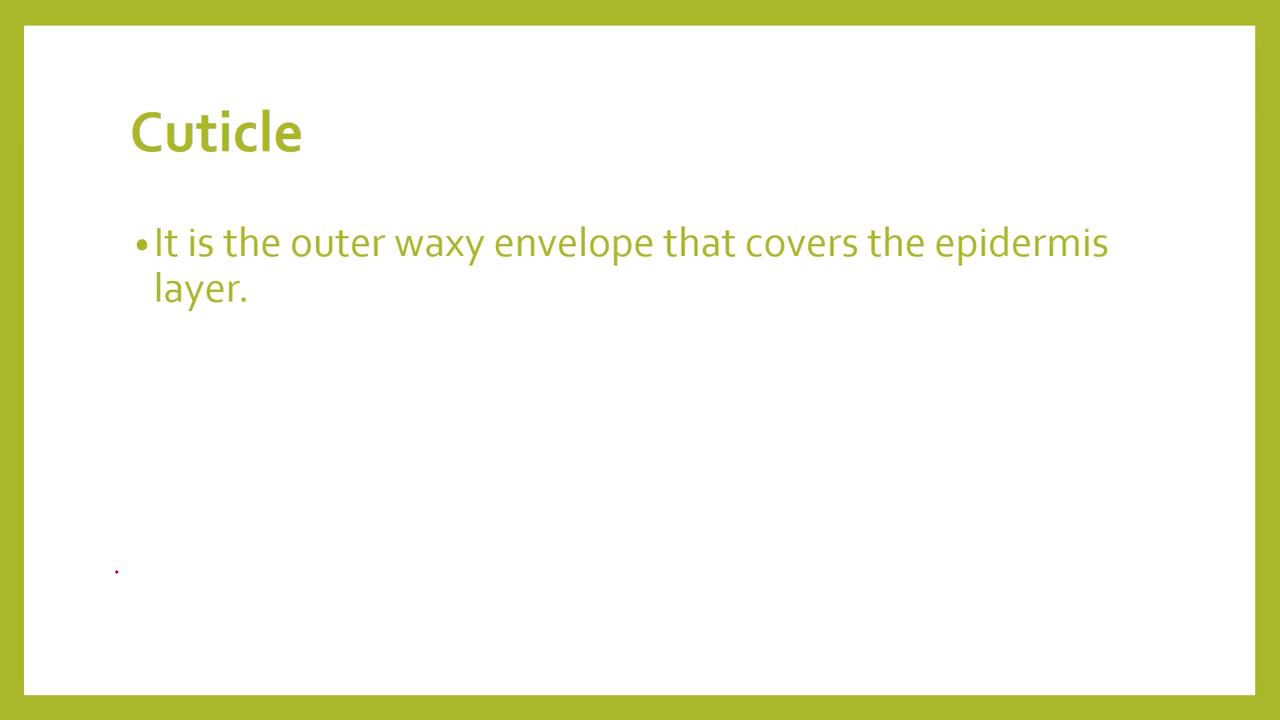 Cuticle
•It is the outer waxy envelope that covers the epidermis
layer.